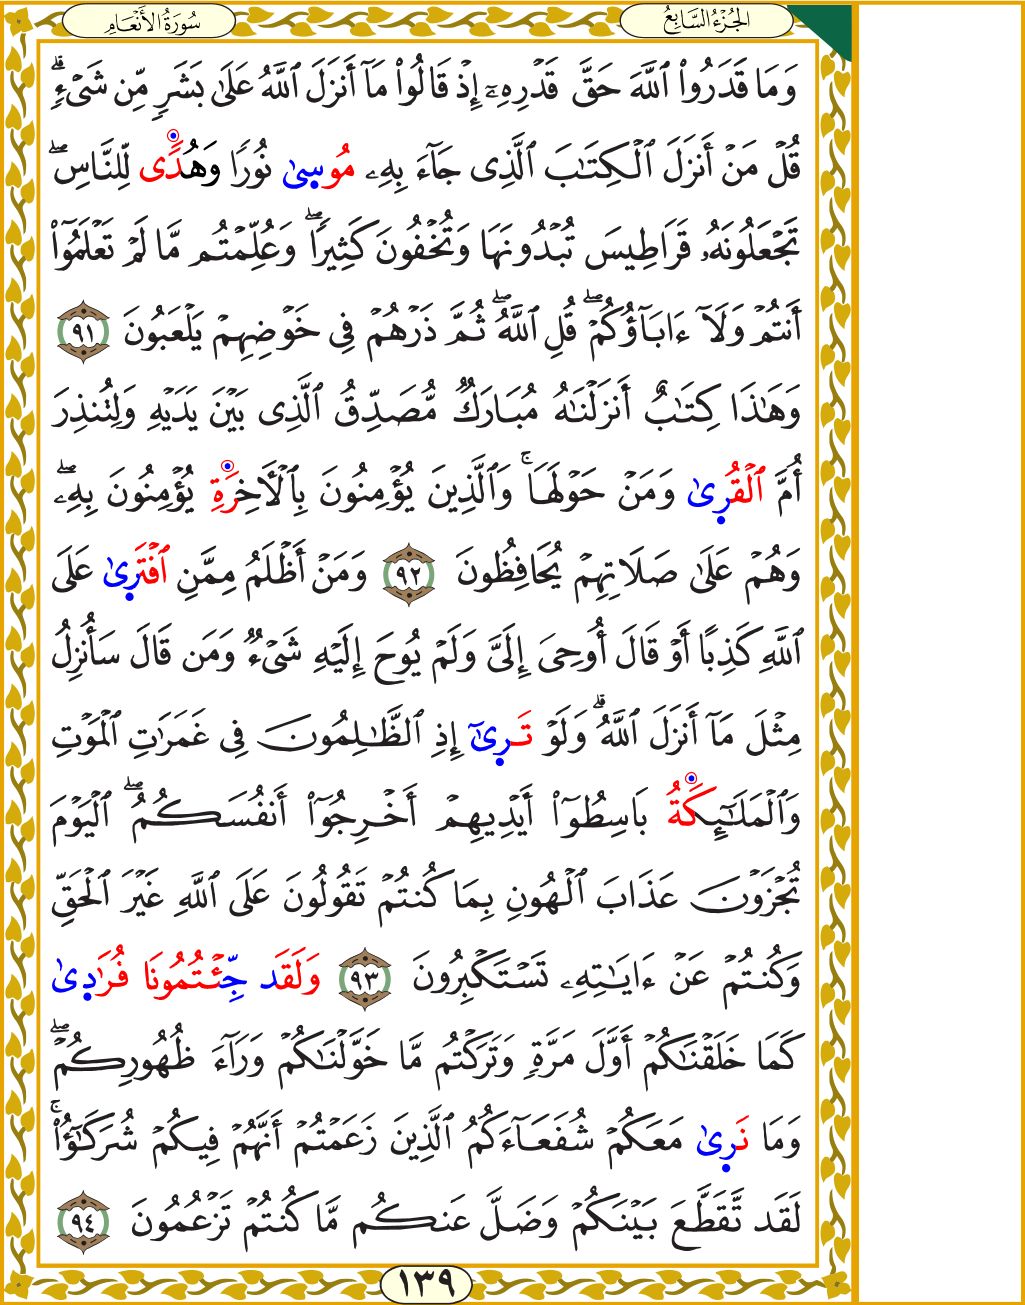 الجُزْءُ السَّابِعُ
سُورَةُ الأَنْعَامِ
وَمَا قَدَرُوا۟ ٱللَّهَ حَقَّ قَدْرِهِۦٓ إِذْ قَالُوا۟ مَآ أَنزَلَ ٱللَّهُ عَلَىٰ بَشَرٍ مِّن شَىْءٍ ۗ
قُلْ مَنْ أَنزَلَ ٱلْكِتَٰبَ ٱلَّذِى جَآءَ بِهِۦ مُوسٜىٰ نُورًا وَهُدًى لِّلنَّاسِ ۖ
تَجْعَلُونَهُۥ قَرَاطِيسَ تُبْدُونَهَا وَتُخْفُونَ كَثِيرًا ۖ وَعُلِّمْتُم مَّا لَمْ تَعْلَمُوٓا۟
أَنتُمْ وَلَآ ءَابَآؤُكُمْ ۖ قُلِ ٱللَّهُ ۖ ثُمَّ ذَرْهُمْ فِى خَوْضِهِمْ يَلْعَبُونَ ٩١
وَهَٰذَا كِتَٰبٌ أَنزَلْنَٰهُ مُبَارَكٌ مُّصَدِّقُ ٱلَّذِى بَيْنَ يَدَيْهِ وَلِتُنذِرَ
أُمَّ ٱلْقُرٜىٰ وَمَنْ حَوْلَهَا ۚ وَٱلَّذِينَ يُؤْمِنُونَ بِٱلْءَاخِرَةِ يُؤْمِنُونَ بِهِۦ ۖ
وَهُمْ عَلَىٰ صَلَاتِهِمْ يُحَافِظُونَ ٩٢ وَمَنْ أَظْلَمُ مِمَّنِ ٱفْتَرٜىٰ عَلَى
ٱللَّهِ كَذِبًا أَوْ قَالَ أُوحِىَ إِلَىَّ وَلَمْ يُوحَ إِلَيْهِ شَىْءٌ وَمَن قَالَ سَأُنزِلُ
مِثْلَ مَآ أَنزَلَ ٱللَّهُ ۗ وَلَوْ تَرٜىٰٓ إِذِ ٱلظَّٰلِمُونَ فِى غَمَرَٰتِ ٱلْمَوْتِ
وَٱلْمَلَٰٓئِكَةُ بَاسِطُوٓا۟ أَيْدِيهِمْ أَخْرِجُوٓا۟ أَنفُسَكُمُ ۖ ٱلْيَوْمَ
تُجْزَوْنَ عَذَابَ ٱلْهُونِ بِمَا كُنتُمْ تَقُولُونَ عَلَى ٱللَّهِ غَيْرَ ٱلْحَقِّ
وَكُنتُمْ عَنْ ءَايَٰتِهِۦ تَسْتَكْبِرُونَ ٩٣ وَلَقَد جِّئْتُمُونَا فُرَٰدٜىٰ
كَمَا خَلَقْنَٰكُمْ أَوَّلَ مَرَّةٍ وَتَرَكْتُم مَّا خَوَّلْنَٰكُمْ وَرَآءَ ظُهُورِكُمْ ۖ
وَمَا نَرٜىٰ مَعَكُمْ شُفَعَآءَكُمُ ٱلَّذِينَ زَعَمْتُمْ أَنَّهُمْ فِيكُمْ شُرَكَٰٓؤُا۟ ۚ
لَقَد تَّقَطَّعَ بَيْنَكُمْ وَضَلَّ عَنكُم مَّا كُنتُمْ تَزْعُمُونَ ٩٤
١٣٩